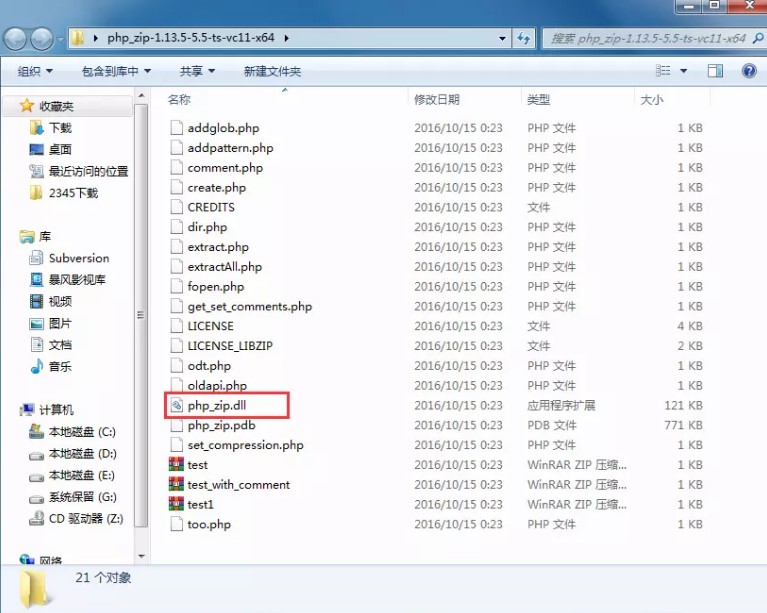 php_zip-1.13.5-5.5-ts-vc11-x64
搜索 php_zip-1.13.5-5.5-ts-vc11-x64
组织 包含到库中 共享 新建文件夹
收藏夹
下载
桌面
最近访问的位置
2345下载
库
Subversion
暴风影视库
视频
图片
文档
音乐
计算机
本地磁盘 (C:)
本地磁盘 (D:)
本地磁盘 (E:)
系统保留 (G:)
CD 驱动器 (Z:)
网络
名称 修改日期 类型 大小
addglob.php 2016/10/15 0:23 PHP 文件 1 KB
addpattern.php 2016/10/15 0:23 PHP 文件 1 KB
comment.php 2016/10/15 0:23 PHP 文件 1 KB
create.php 2016/10/15 0:23 PHP 文件 1 KB
CREDITS 2016/10/15 0:23 文件 1 KB
dir.php 2016/10/15 0:23 PHP 文件 1 KB
extract.php 2016/10/15 0:23 PHP 文件 1 KB
extractAll.php 2016/10/15 0:23 PHP 文件 1 KB
fopen.php 2016/10/15 0:23 PHP 文件 1 KB
get_set_comments.php 2016/10/15 0:23 PHP 文件 1 KB
LICENSE 2016/10/15 0:23 文件 4 KB
LICENSE_LIBZIP 2016/10/15 0:23 文件 2 KB
odt.php 2016/10/15 0:23 PHP 文件 1 KB
oldapi.php 2016/10/15 0:23 PHP 文件 1 KB
php_zip.dll 2016/10/15 0:23 应用程序扩展 121 KB
php_zip.pdb 2016/10/15 0:23 PDB 文件 771 KB
set_compression.php 2016/10/15 0:23 PHP 文件 1 KB
test 2016/10/15 0:23 WinRAR ZIP 压缩... 1 KB
test_with_comment 2016/10/15 0:23 WinRAR ZIP 压缩... 1 KB
test1 2016/10/15 0:23 WinRAR ZIP 压缩... 1 KB
too.php 2016/10/15 0:23 PHP 文件 1 KB
21 个对象